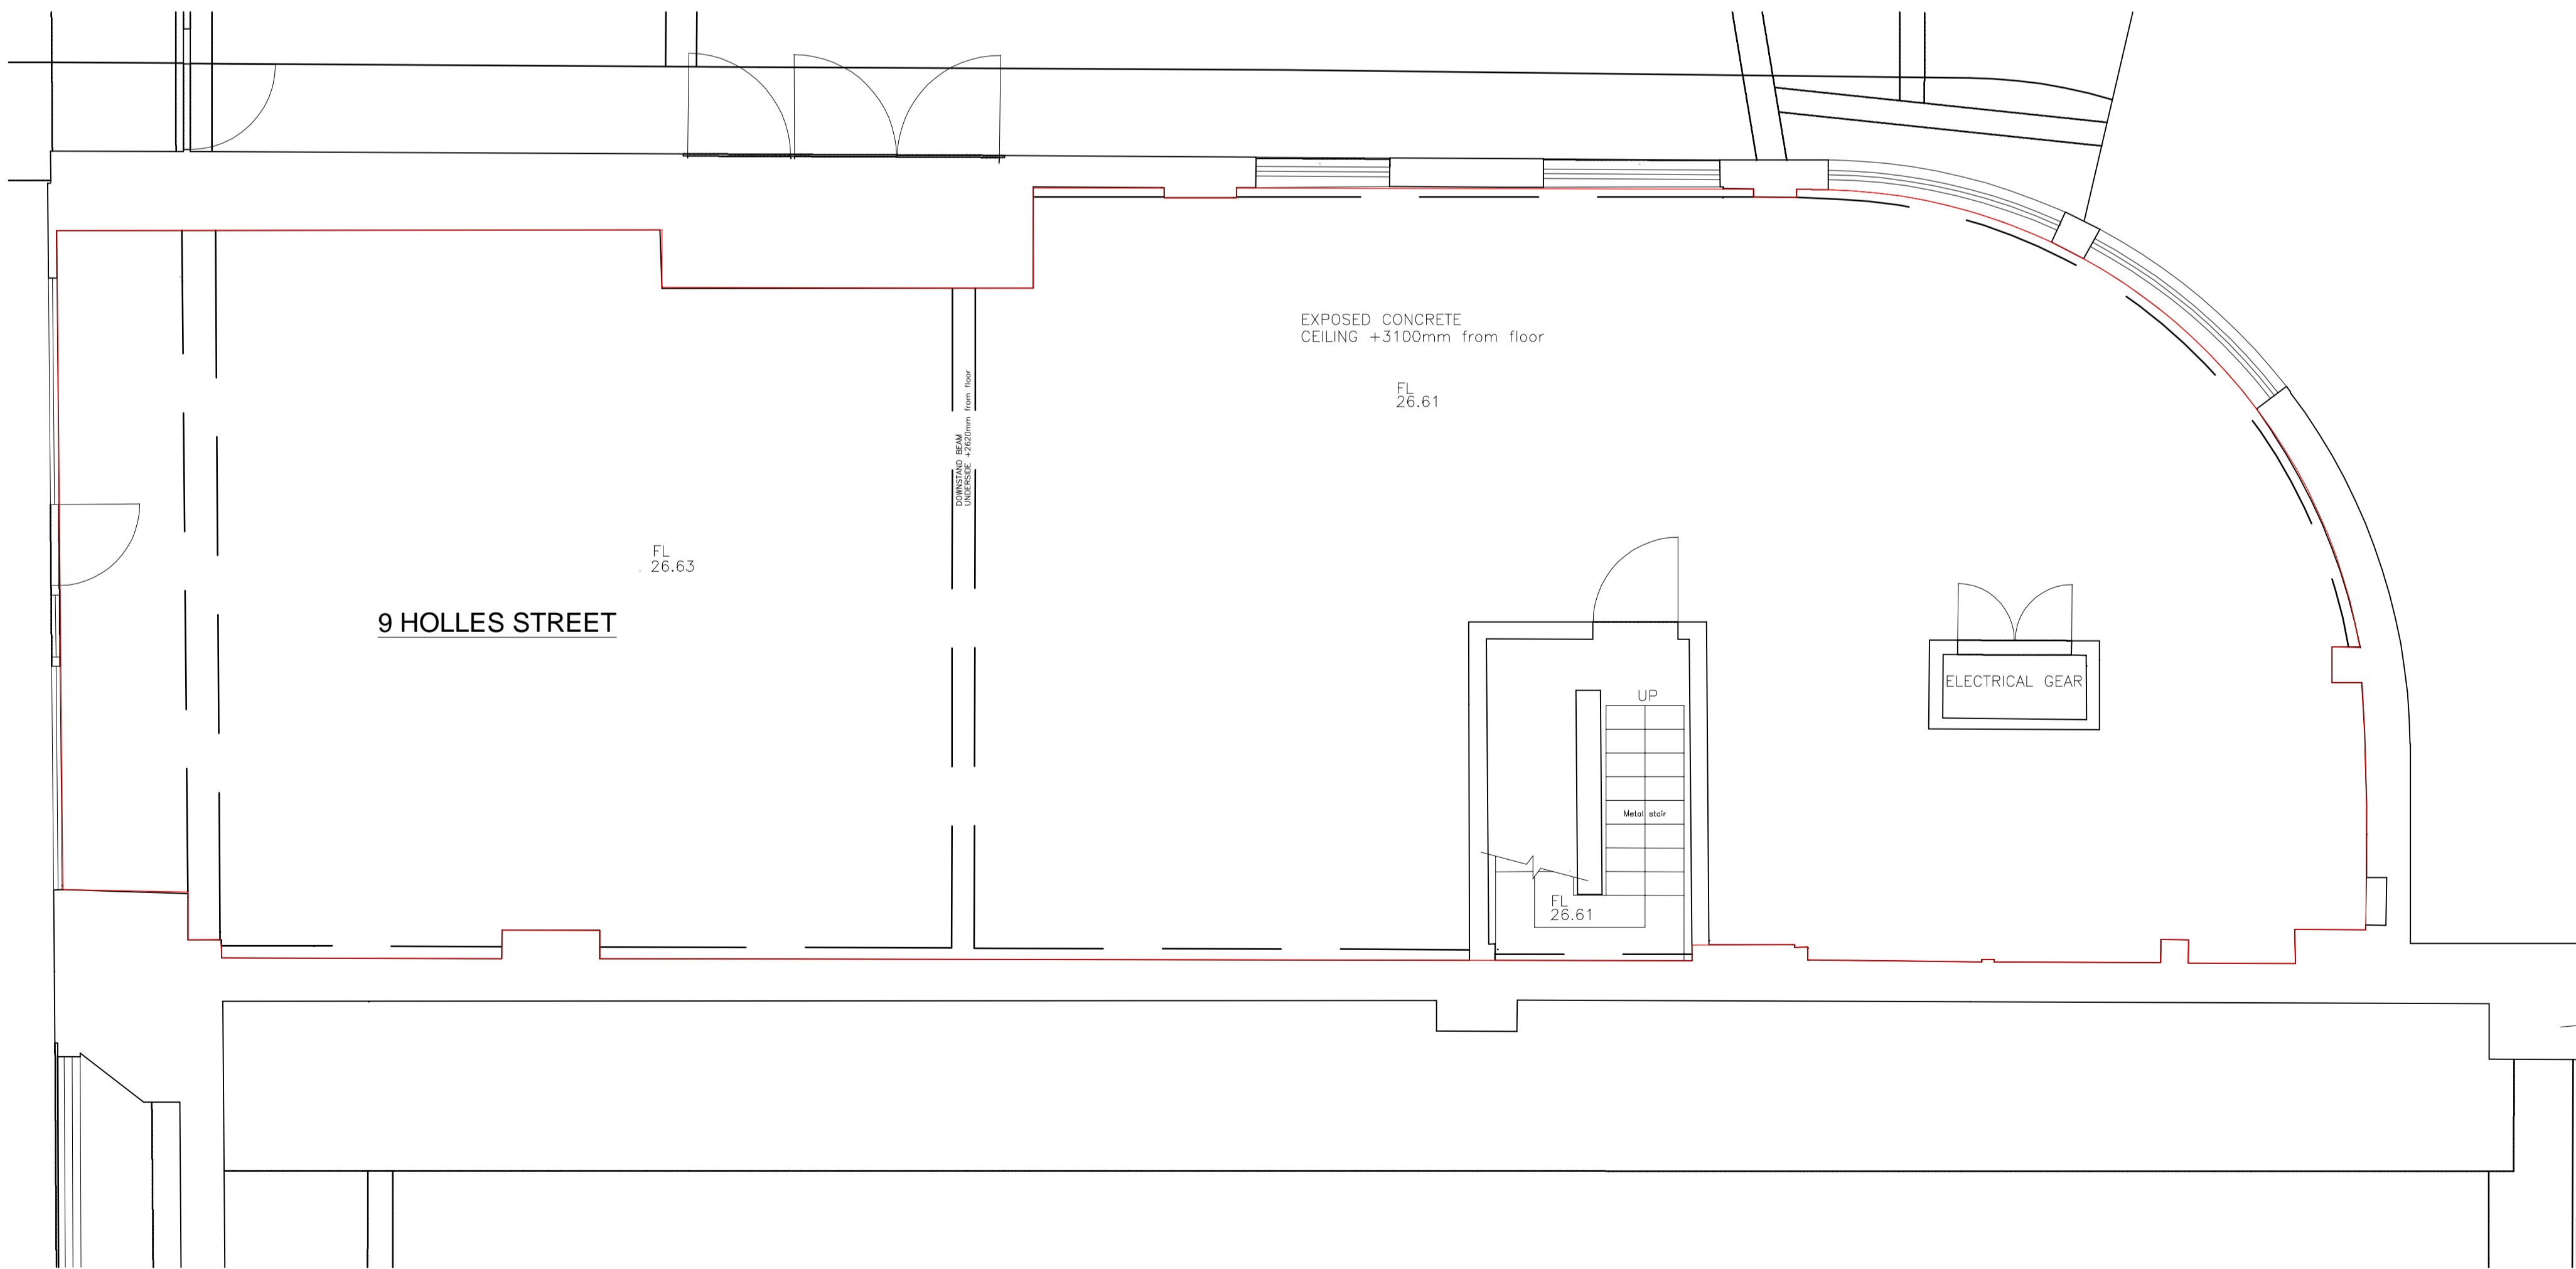 EXPOSED CONCRETE
CEILING +3100mm from floor
FL
26.61
DOWNSTAND BEAM
UNDERSIDE +2620mm from floor
FL
26.63
9 HOLLES STREET
ELECTRICAL GEAR
UP
Metal stair
FL
26.61